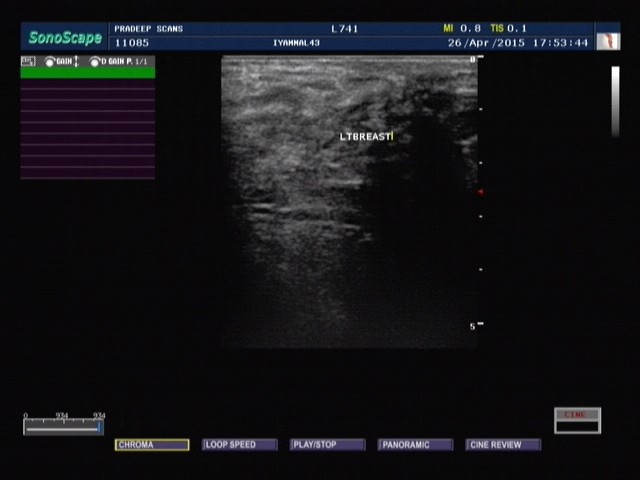 SonoScape
PRADEEP SCANS L741 MI 0.8 TIS 0.1
11085 IYAMMAL43 26/Apr/2015 17:53:44
GAIN D GAIN P. 1/1
0
LTBREAST
5
0 934 934
CINE
CHROMA LOOP SPEED PLAY/STOP PANORAMIC CINE REVIEW